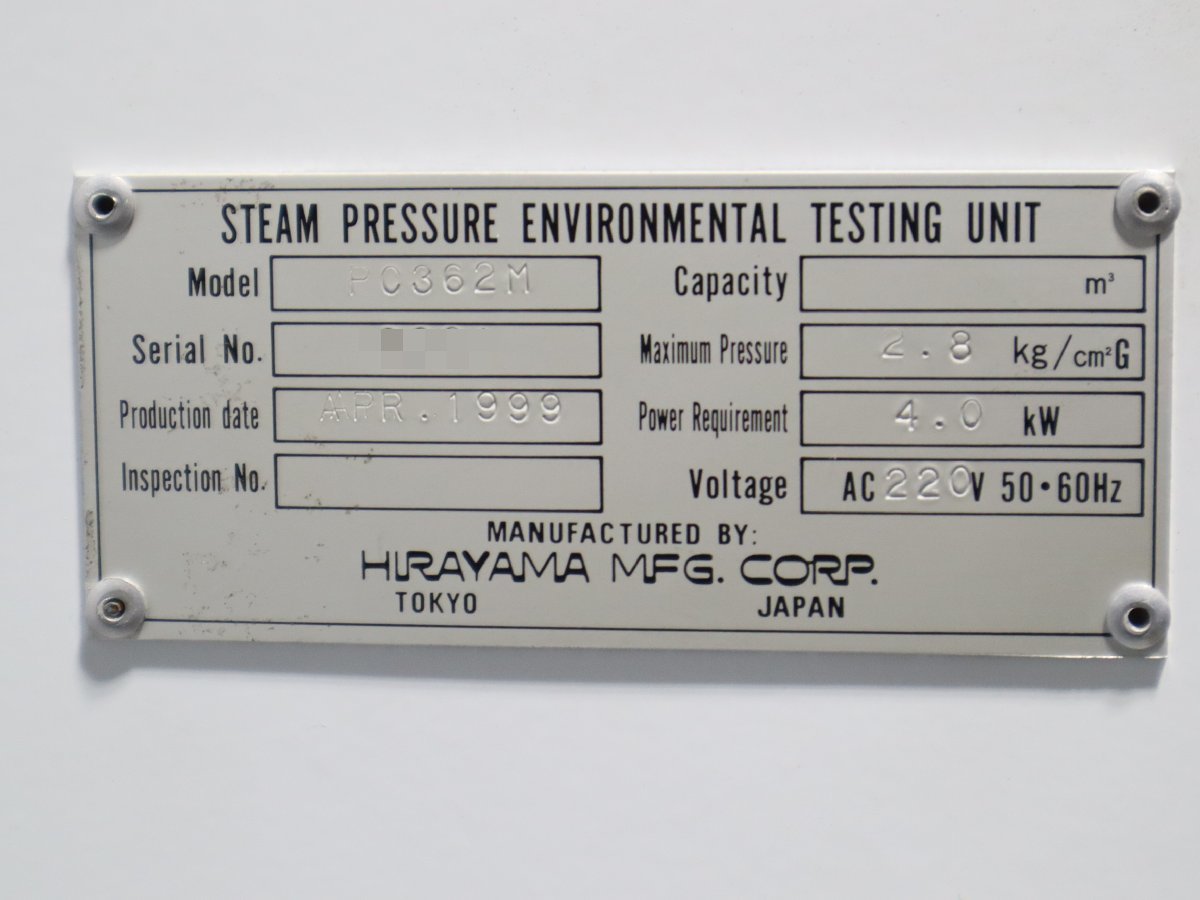 STEAM PRESSURE ENVIRONMENTAL TESTING UNIT
Model PC362M
Capacity m³
Serial No.
Maximum Pressure 2.8 kg/cm²G
Production date APR.1999
Power Requirement 4.0 kW
Inspection No.
Voltage AC 220V 50・60Hz
MANUFACTURED BY:
HIRAYAMA MFG. CORP.
TOKYO JAPAN